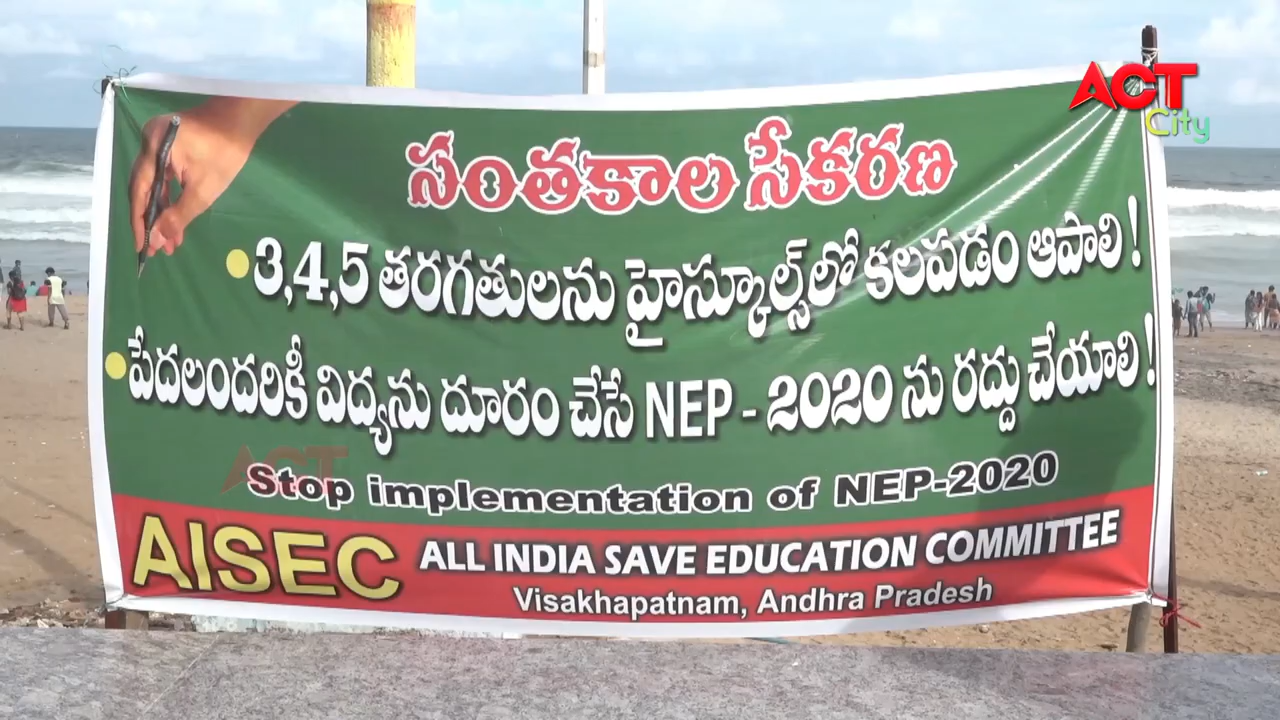 ACT
City
సంతకాల సేకరణ
• 3,4,5 తరగతులను హైస్కూల్స్‌లో కలపడం ఆపాలి !
• పేదలందరికీ విద్యను దూరం చేసే NEP - 2020 ను రద్దు చేయాలి !
ACT
Stop implementation of NEP-2020
AISEC ALL INDIA SAVE EDUCATION COMMITTEE
Visakhapatnam, Andhra Pradesh